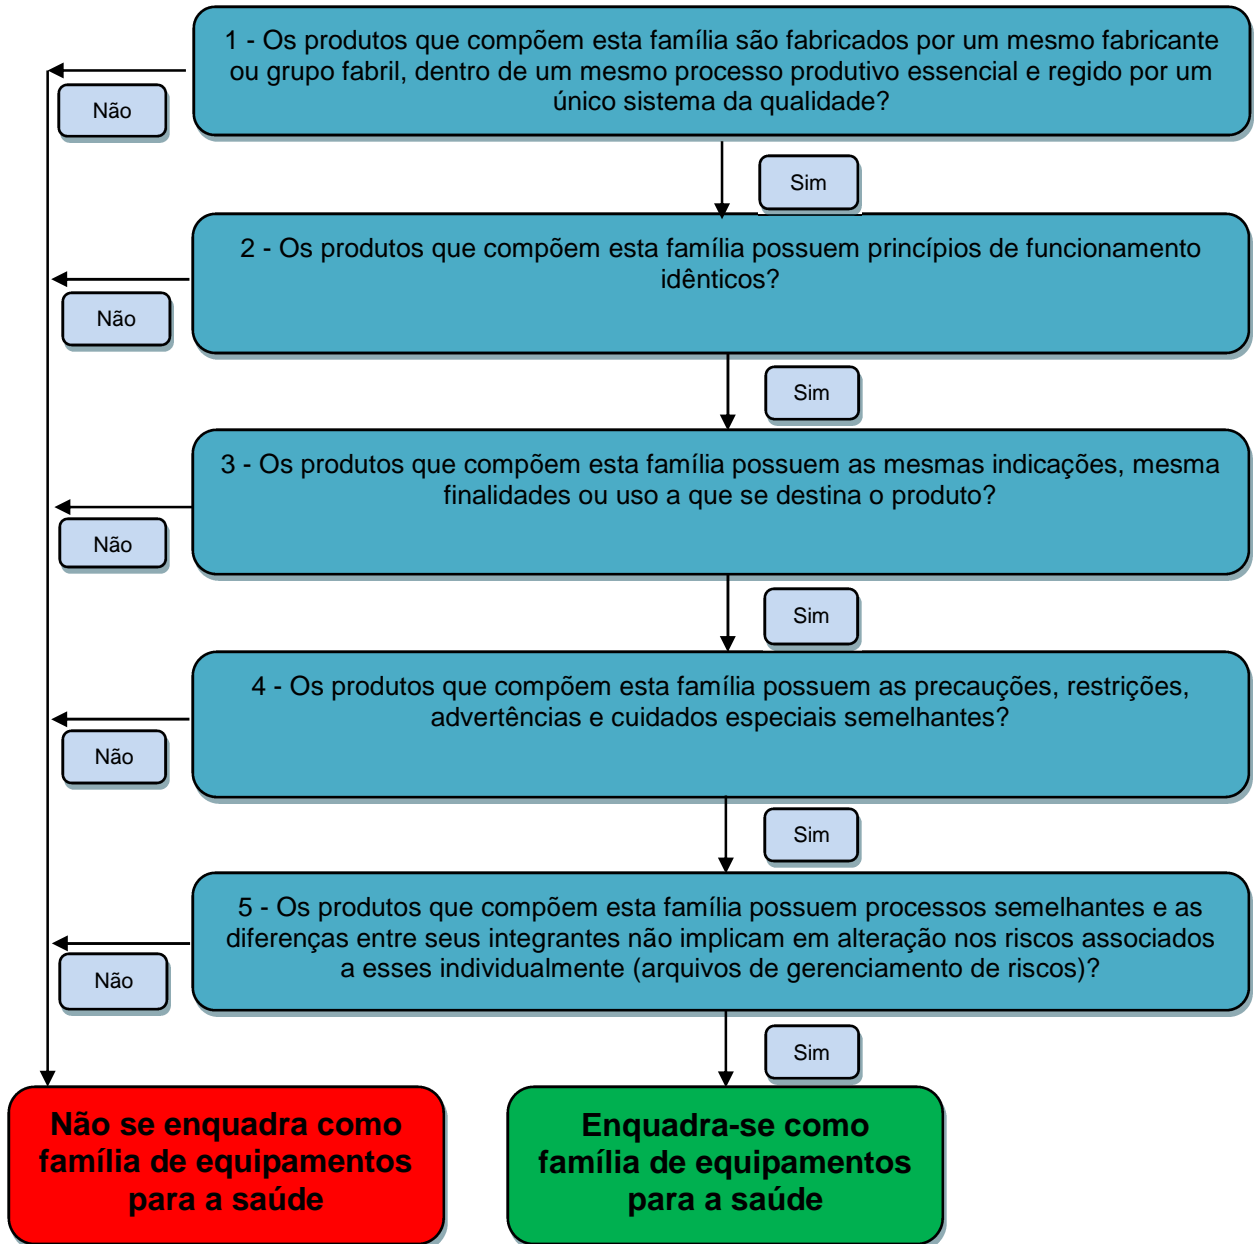 1 - Os produtos que compõem esta família são fabricados por um mesmo fabricante
ou grupo fabril, dentro de um mesmo processo produtivo essencial e regido por um
único sistema da qualidade?
Não
Sim
2 - Os produtos que compõem esta família possuem princípios de funcionamento
idênticos?
Não
Sim
3 - Os produtos que compõem esta família possuem as mesmas indicações, mesma
finalidades ou uso a que se destina o produto?
Não
Sim
4 - Os produtos que compõem esta família possuem as precauções, restrições,
advertências e cuidados especiais semelhantes?
Não
Sim
5 - Os produtos que compõem esta família possuem processos semelhantes e as
diferenças entre seus integrantes não implicam em alteração nos riscos associados
a esses individualmente (arquivos de gerenciamento de riscos)?
Não
Sim
Não se enquadra como
família de equipamentos
para a saúde
Enquadra-se como
família de equipamentos
para a saúde